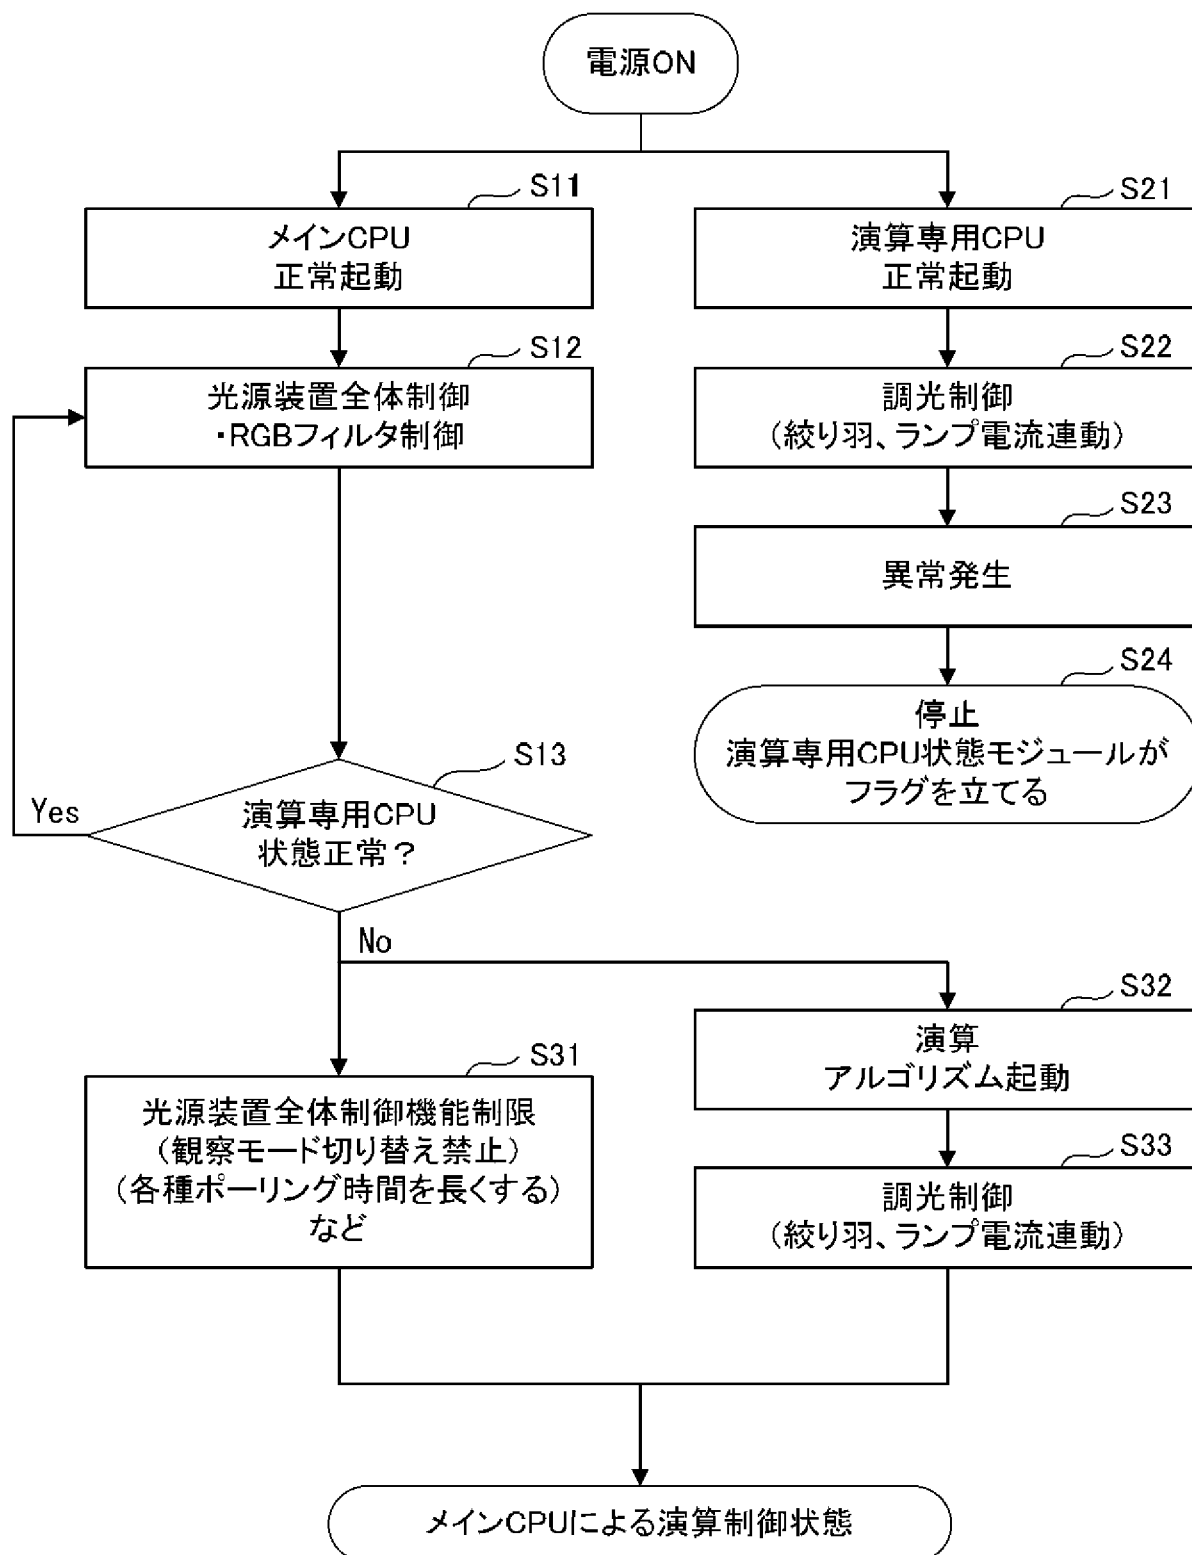 電源ON
S11
メインCPU
正常起動
S12
光源装置全体制御
・RGBフィルタ制御
S13
演算専用CPU
状態正常？
Yes
No
S21
演算専用CPU
正常起動
S22
調光制御
（絞り羽、ランプ電流連動）
S23
異常発生
S24
停止
演算専用CPU状態モジュールが
フラグを立てる
S31
光源装置全体制御機能制限
（観察モード切り替え禁止）
（各種ポーリング時間を長くする）
など
S32
演算
アルゴリズム起動
S33
調光制御
（絞り羽、ランプ電流連動）
メインCPUによる演算制御状態